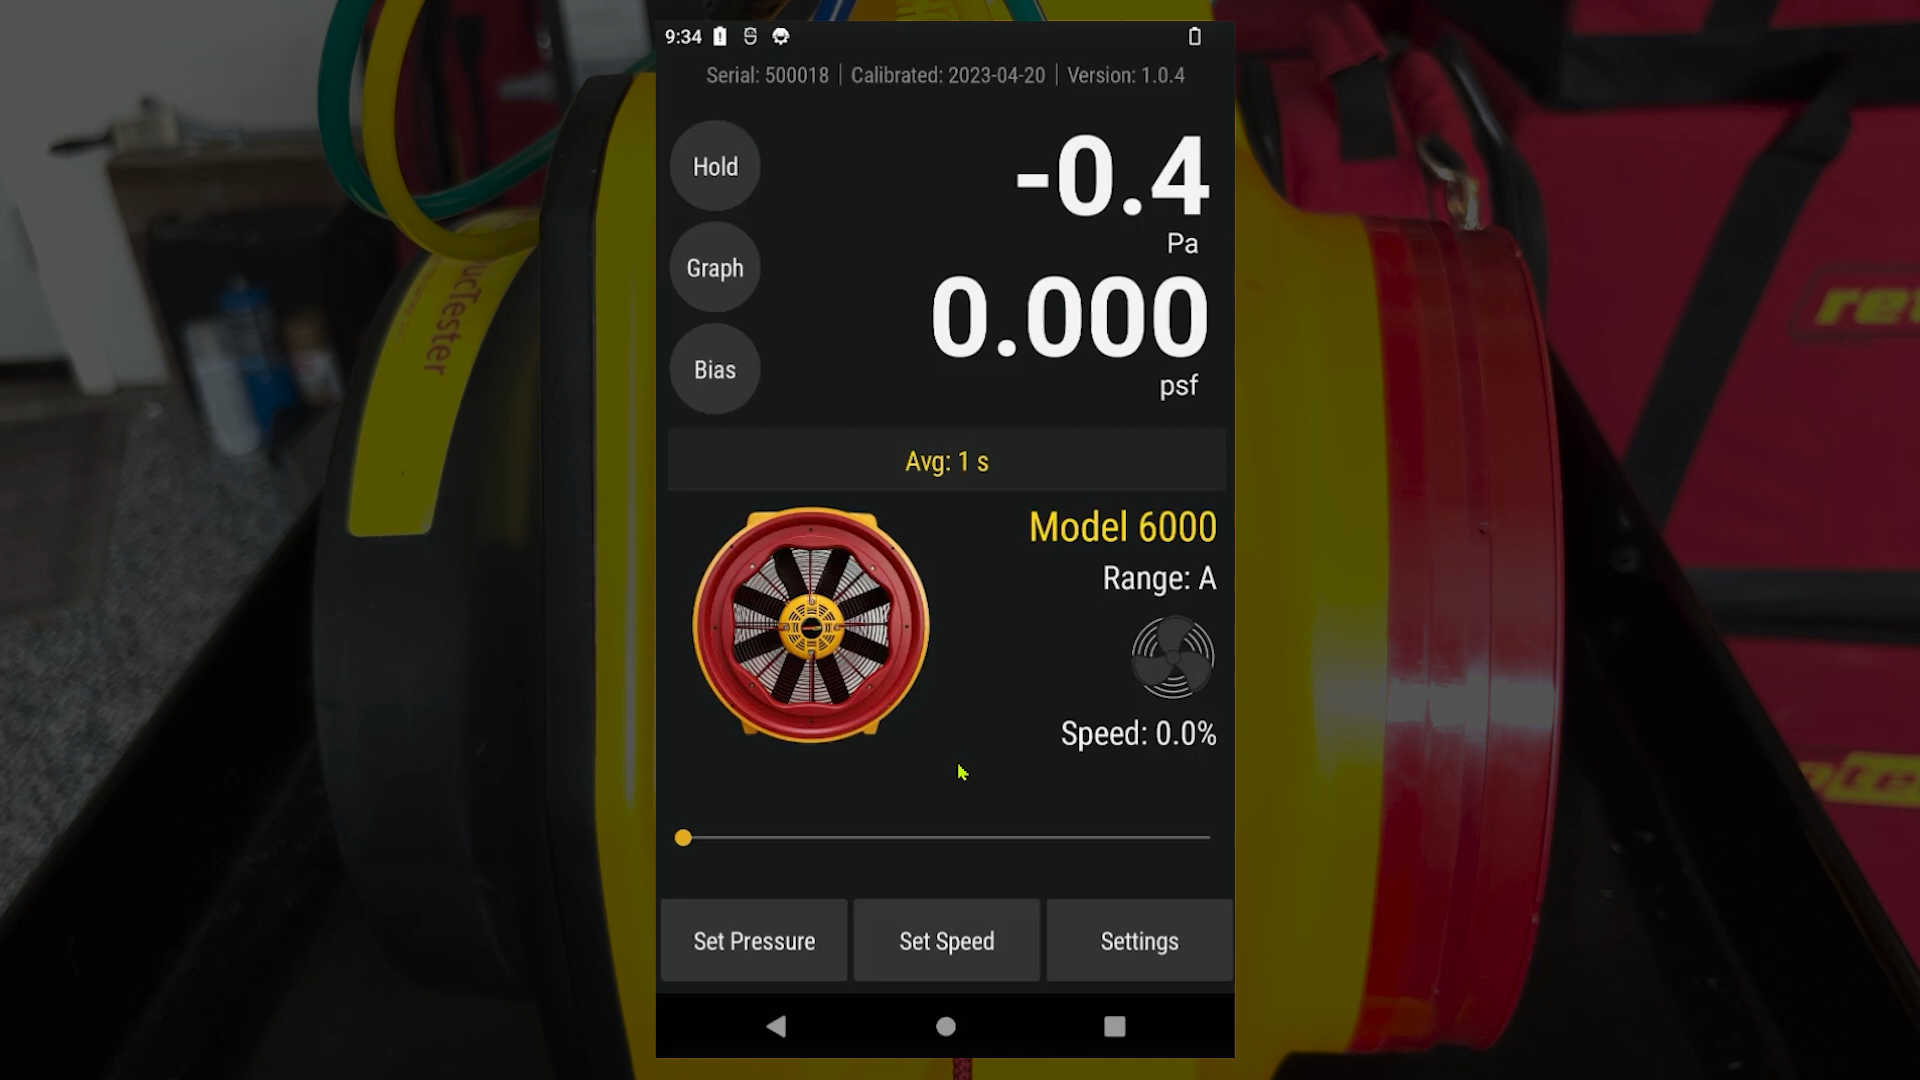 9:34
Serial: 500018 | Calibrated: 2023-04-20 | Version: 1.0.4
Hold
-0.4
Pa
Graph
0.000
psf
Bias
Avg: 1 s
Model 6000
Range: A
Speed: 0.0%
Set Pressure
Set Speed
Settings